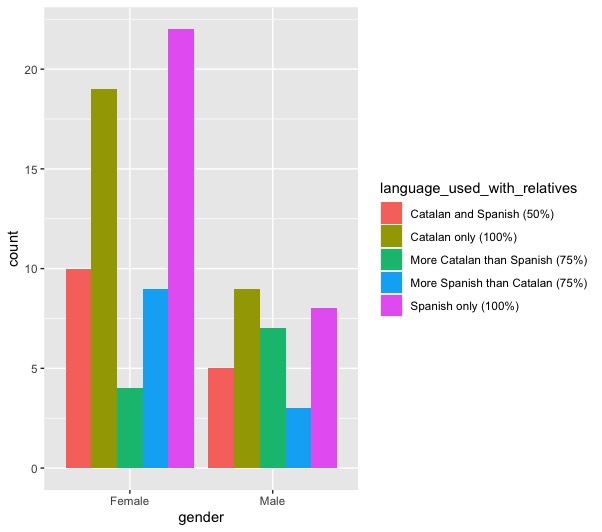 20
15
10
5
0
count
Female Male
gender
language_used_with_relatives
Catalan and Spanish (50%)
Catalan only (100%)
More Catalan than Spanish (75%)
More Spanish than Catalan (75%)
Spanish only (100%)